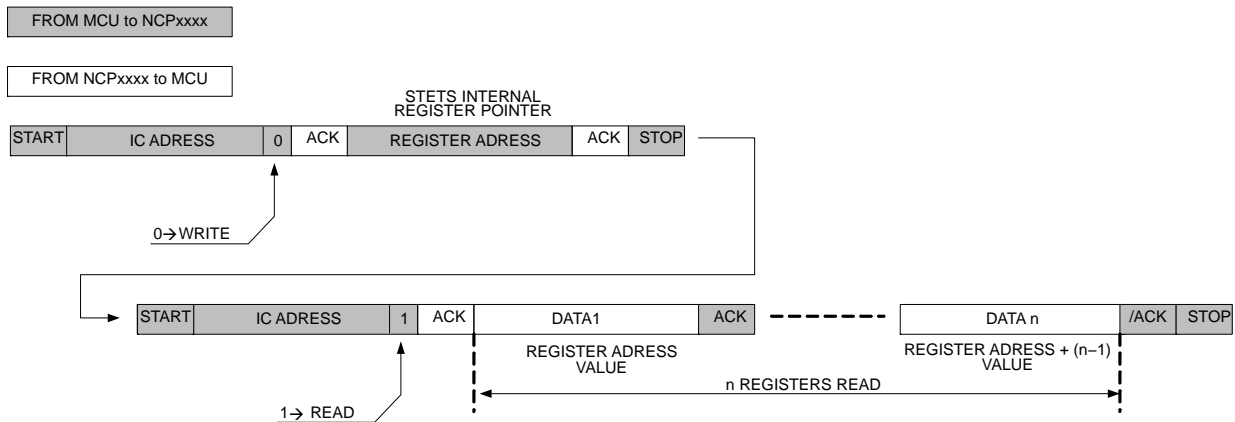 FROM MCU to NCPxxxx
FROM NCPxxxx to MCU
STETS INTERNAL
REGISTER POINTER
START IC ADRESS 0 ACK REGISTER ADRESS ACK STOP
0→WRITE
START IC ADRESS 1 ACK DATA1 ACK DATA n /ACK STOP
REGISTER ADRESS
VALUE
REGISTER ADRESS + (n−1)
VALUE
n REGISTERS READ
1→ READ